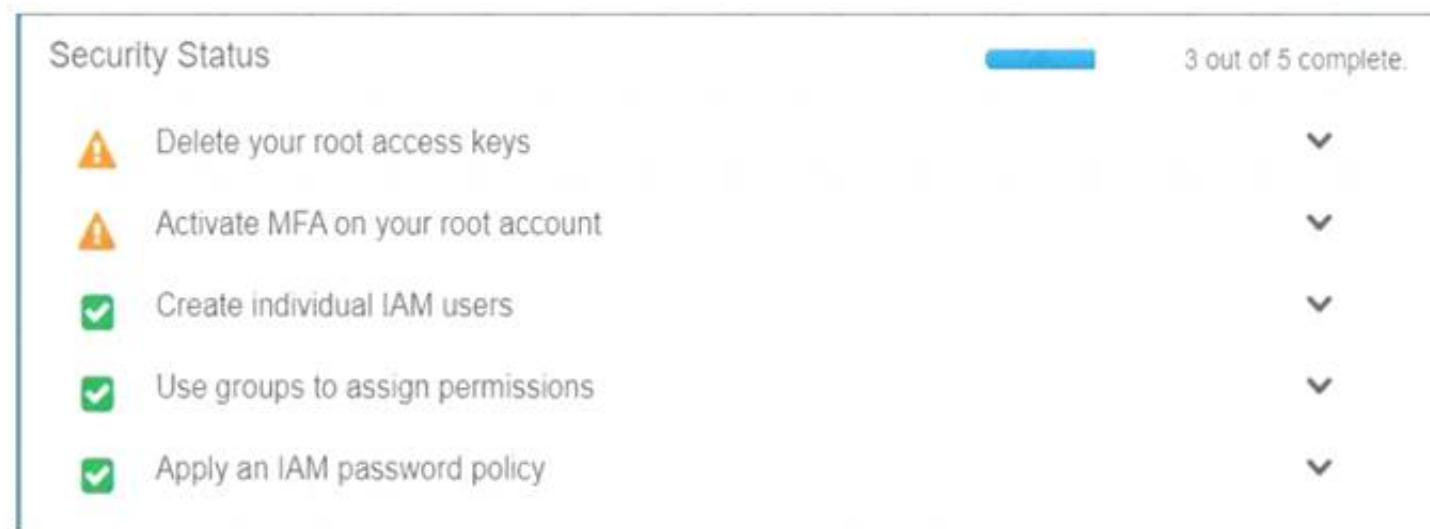 Security Status
3 out of 5 complete.
Delete your root access keys
Activate MFA on your root account
Create individual IAM users
Use groups to assign permissions
Apply an IAM password policy